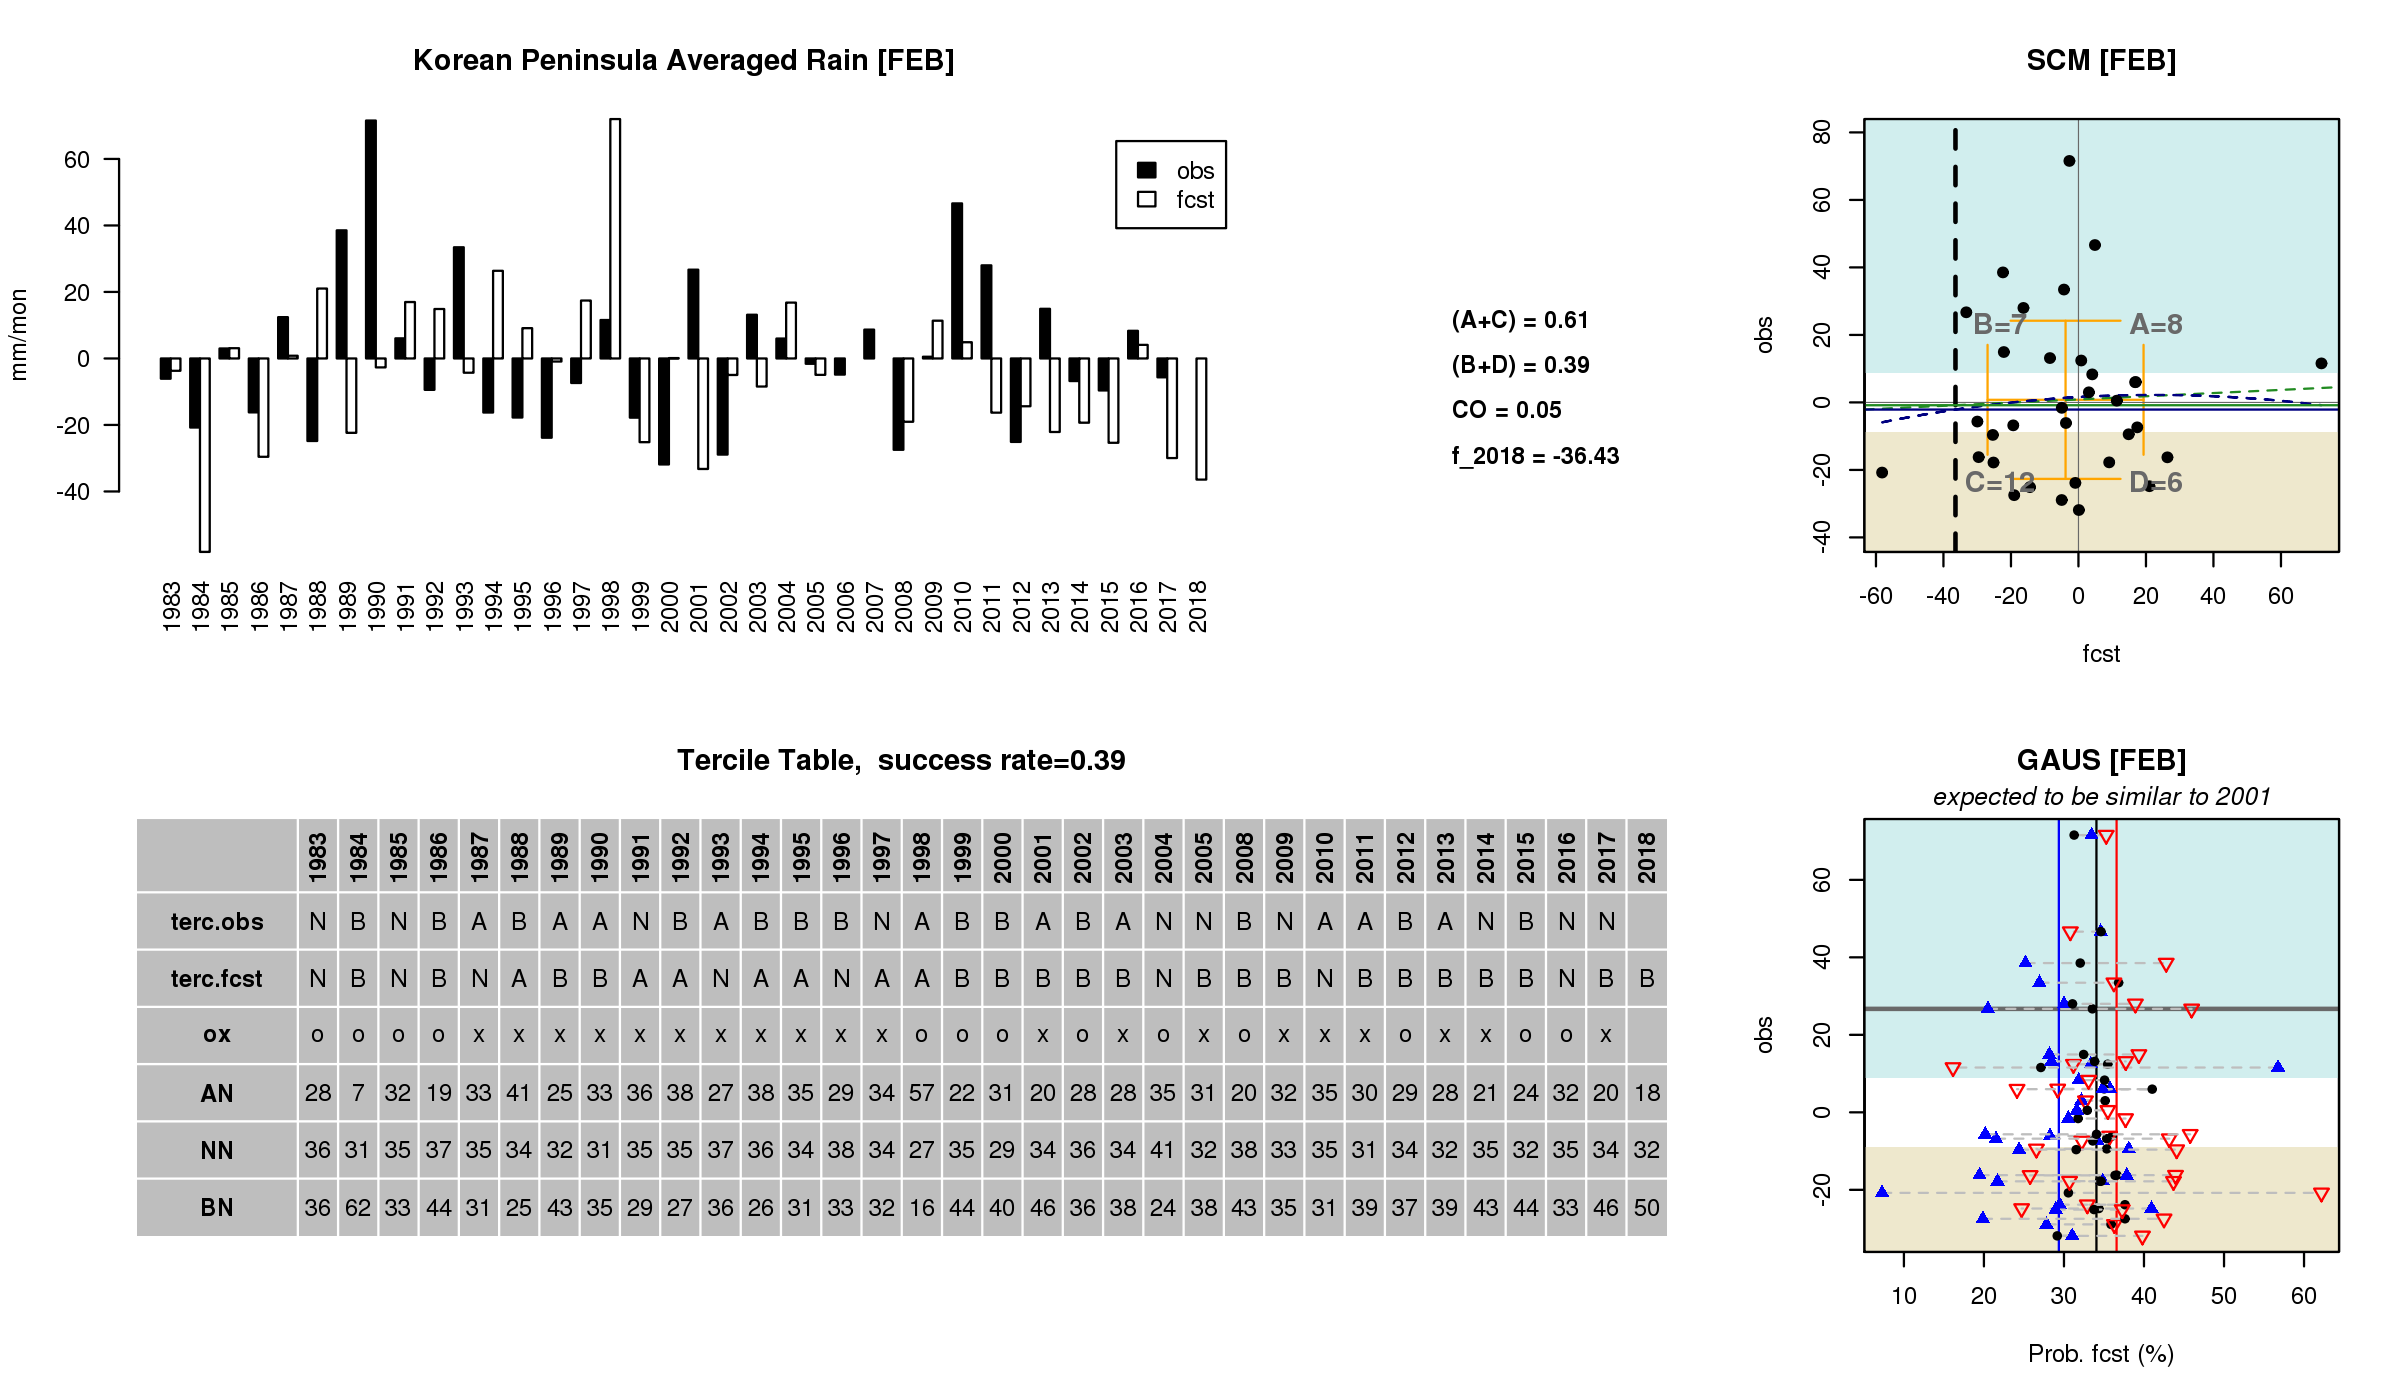 Korean Peninsula Averaged Rain [FEB]
mm/mon
60
40
20
0
-20
-40
obs
fcst
1983 1984 1985 1986 1987 1988 1989 1990 1991 1992 1993 1994 1995 1996 1997 1998 1999 2000 2001 2002 2003 2004 2005 2006 2007 2008 2009 2010 2011 2012 2013 2014 2015 2016 2017 2018
(A+C) = 0.61
(B+D) = 0.39
CO = 0.05
f_2018 = -36.43
SCM [FEB]
obs
80
60
40
20
0
-20
-40
B=7 A=8
C=12 D=6
-60 -40 -20 0 20 40 60
fcst
Tercile Table, success rate=0.39
1983 1984 1985 1986 1987 1988 1989 1990 1991 1992 1993 1994 1995 1996 1997 1998 1999 2000 2001 2002 2003 2004 2005 2008 2009 2010 2011 2012 2013 2014 2015 2016 2017 2018
terc.obs N B N B A B A A N B A B B B N A B B A B A N N B N A A B A N B N N
terc.fcst N B N B N A B B A A N A A N A A B B B B B N B B B N B B B B B N B B
ox o o o o x x x x x x x x x x x o o o x o x o x o x x x o x x o o x
AN 28 7 32 19 33 41 25 33 36 38 27 38 35 29 34 57 22 31 20 28 28 35 31 20 32 35 30 29 28 21 24 32 20 18
NN 36 31 35 37 35 34 32 31 35 35 37 36 34 38 34 27 35 29 34 36 34 41 32 38 33 35 31 34 32 35 32 35 34 32
BN 36 62 33 44 31 25 43 35 29 27 36 26 31 33 32 16 44 40 46 36 38 24 38 43 35 31 39 37 39 43 44 33 46 50
GAUS [FEB]
expected to be similar to 2001
obs
60
40
20
0
-20
10 20 30 40 50 60
Prob. fcst (%)